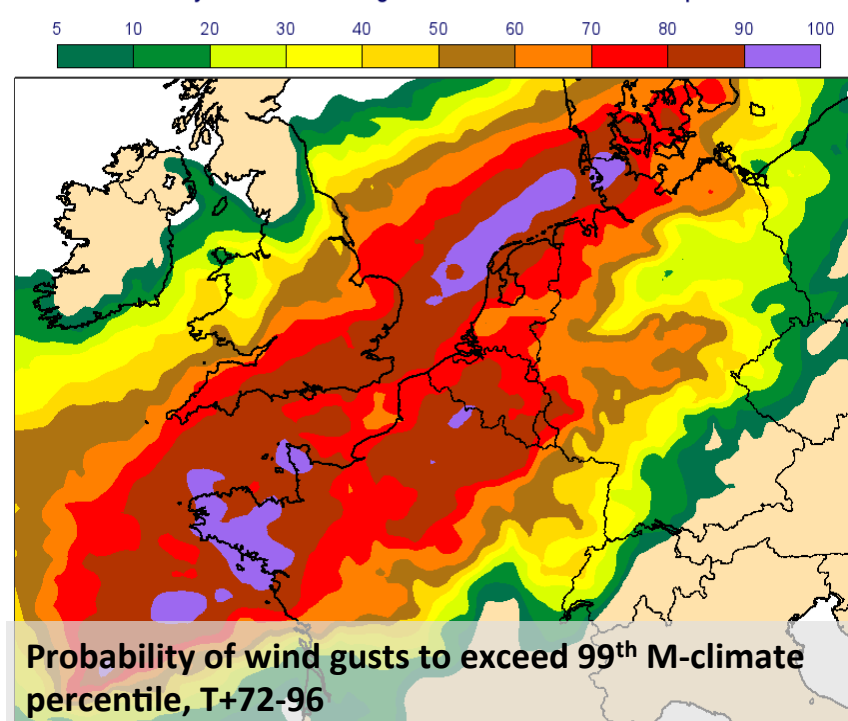 5 10 20 30 40 50 60 70 80 90 100
Probability of wind gusts to exceed 99th M-climate
percentile, T+72-96